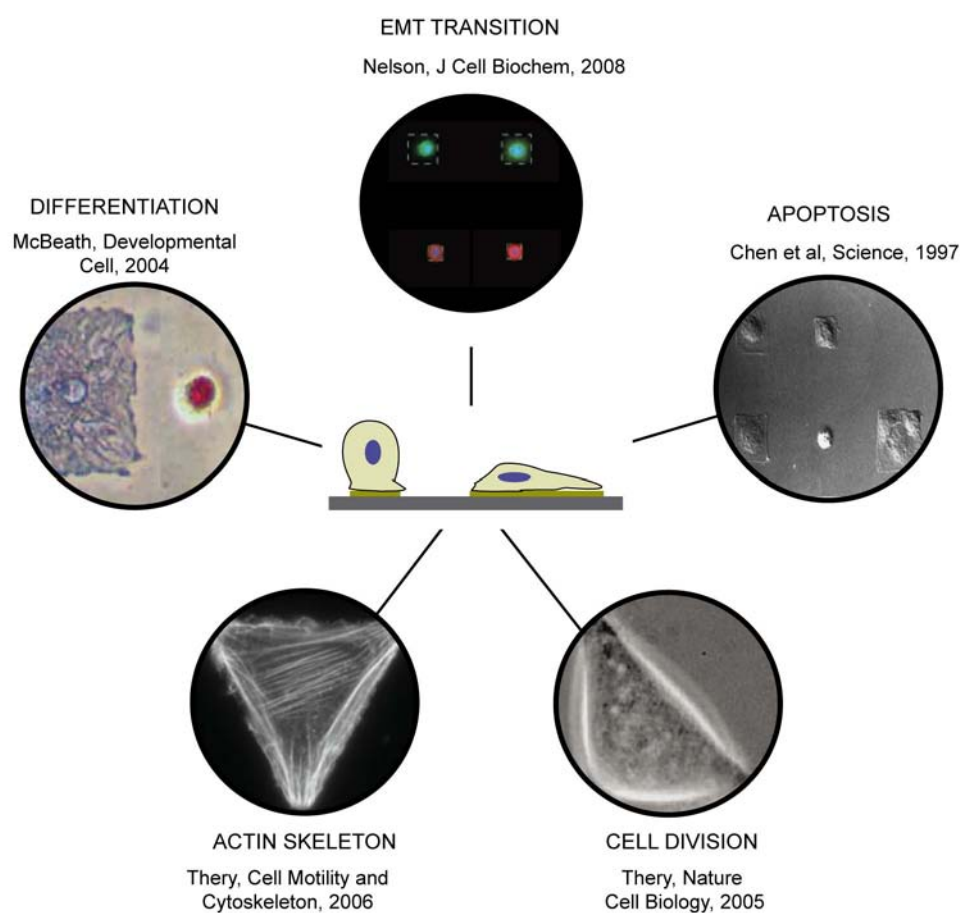 EMT TRANSITION
Nelson, J Cell Biochem, 2008
DIFFERENTIATION
McBeath, Developmental
Cell, 2004
APOPTOSIS
Chen et al, Science, 1997
ACTIN SKELETON
Thery, Cell Motility and
Cytoskeleton, 2006
CELL DIVISION
Thery, Nature
Cell Biology, 2005